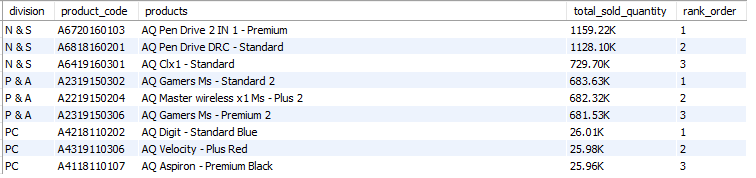 division product_code products total_sold_quantity rank_order
N & S A6720160103 AQ Pen Drive 2 IN 1 - Premium 1159.22K 1
N & S A6818160201 AQ Pen Drive DRC - Standard 1128.10K 2
N & S A6419160301 AQ Clx1 - Standard 729.70K 3
P & A A2319150302 AQ Gamers Ms - Standard 2 683.63K 1
P & A A2219150204 AQ Master wireless x1 Ms - Plus 2 682.32K 2
P & A A2319150306 AQ Gamers Ms - Premium 2 681.53K 3
PC A4218110202 AQ Digit - Standard Blue 26.01K 1
PC A4319110306 AQ Velocity - Plus Red 25.98K 2
PC A4118110107 AQ Aspiron - Premium Black 25.96K 3